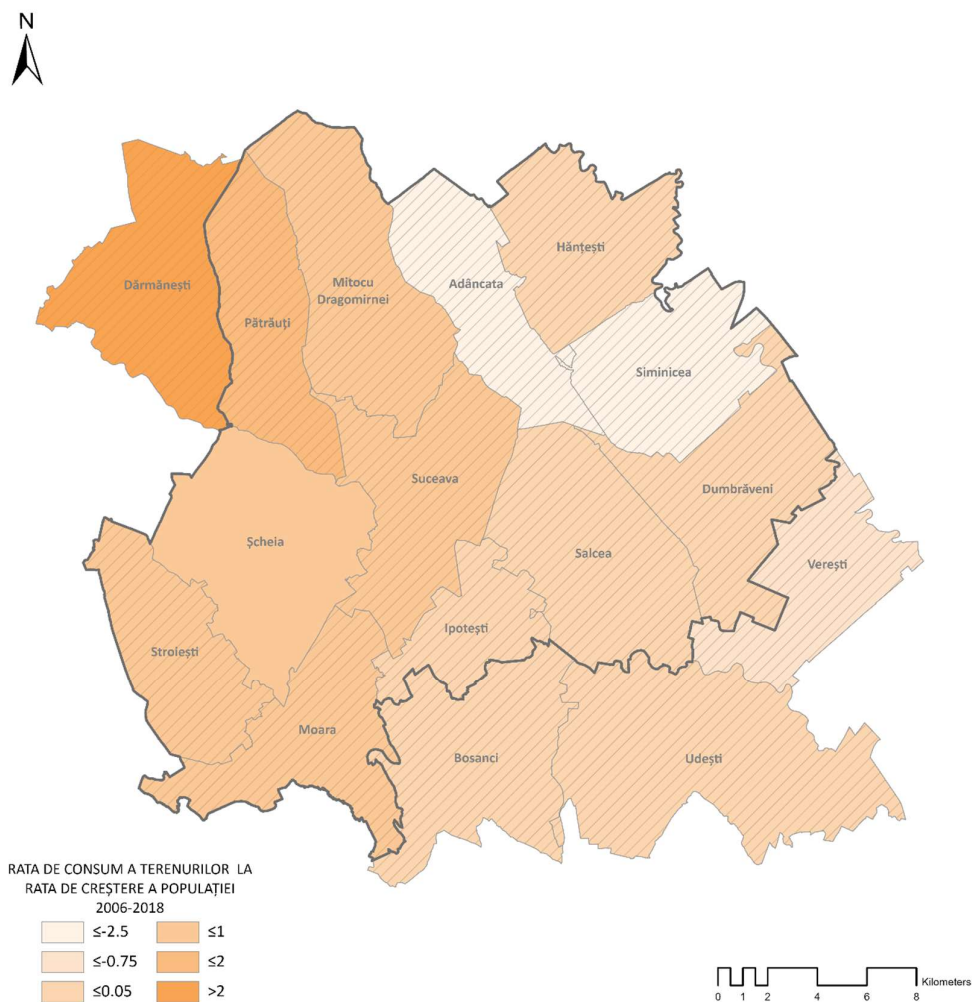 N
Hănțești
Dărmănești
Mitocu
Dragomirnei
Adâncata
Pătrăuți
Siminicea
Suceava
Dumbrăveni
Șcheia
Salcea
Verești
Ipotești
Stroiești
Moara
Bosanci
Udești
RATA DE CONSUM A TERENURILOR LA
RATA DE CREȘTERE A POPULAȚIEI
2006-2018
≤-2.5 ≤1
≤-0.75 ≤2
≤0.05 >2
Kilometers
0 1 2 4 6 8